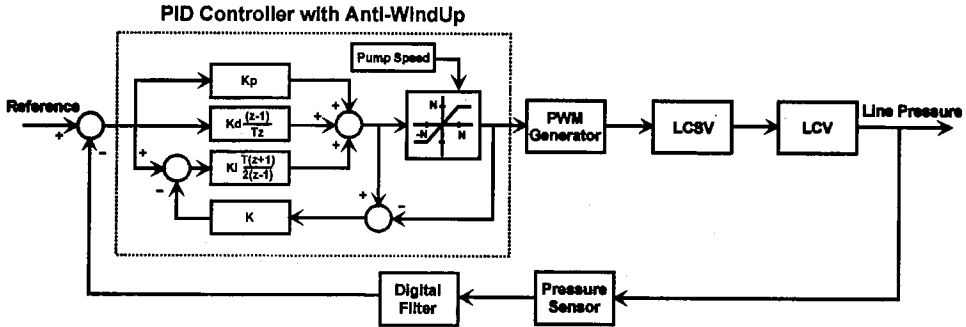 PID Controller with Anti-WindUp
Pump Speed
Reference
+
-
Kp
Kd (z-1)/Tz
+
-
Ki T(z+1)/2(z-1)
K
+
+
+
N
-N
N
+
-
PWM
Generator
LCSV
LCV
Line Pressure
Digital
Filter
Pressure
Sensor